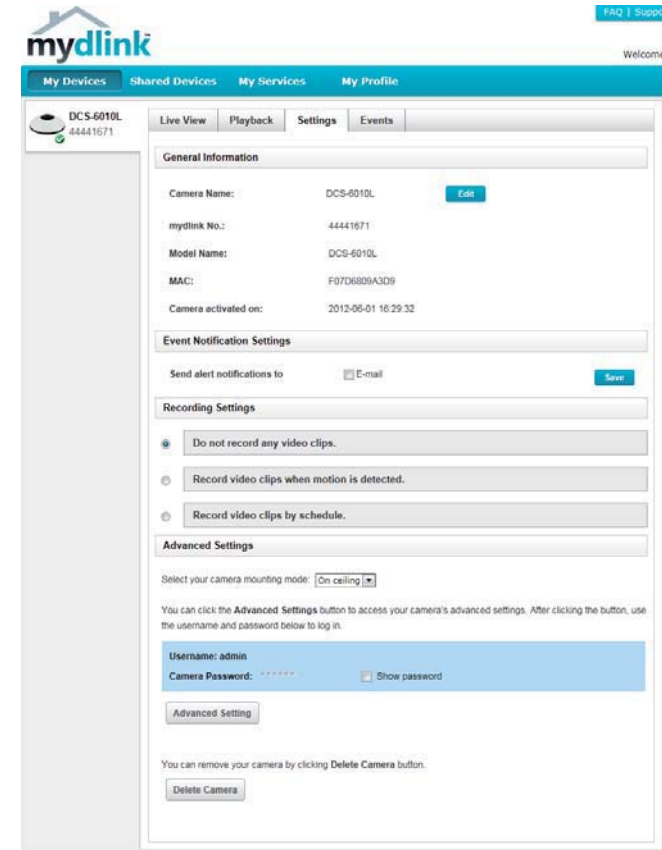 FAQ | Suppo
mydlink
Welcome
My Devices Shared Devices My Services My Profile
DCS-6010L
44441671
Live View Playback Settings Events
General Information
Camera Name: DCS-6010L Edit
mydlink No.: 44441671
Model Name: DCS-6010L
MAC: F07D6809A3D9
Camera activated on: 2012-06-01 16:29:32
Event Notification Settings
Send alert notifications to E-mail Save
Recording Settings
Do not record any video clips.
Record video clips when motion is detected.
Record video clips by schedule.
Advanced Settings
Select your camera mounting mode: On ceiling
You can click the Advanced Settings button to access your camera's advanced settings. After clicking the button, use
the username and password below to log in.
Username: admin
Camera Password: ****** Show password
Advanced Setting
You can remove your camera by clicking Delete Camera button.
Delete Camera